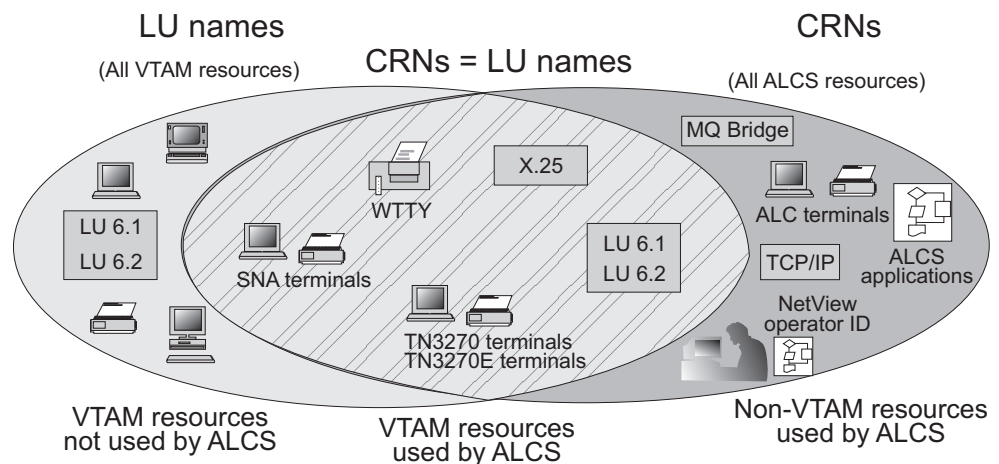 LU names
(All VTAM resources)
CRNs = LU names
CRNs
(All ALCS resources)
MQ Bridge
X.25
WTTY
ALC terminals
LU 6.1
LU 6.2
LU 6.1
LU 6.2
SNA terminals
TCP/IP
ALCS
applications
NetView
operator ID
TN3270 terminals
TN3270E terminals
VTAM resources
not used by ALCS
VTAM resources
used by ALCS
Non-VTAM resources
used by ALCS